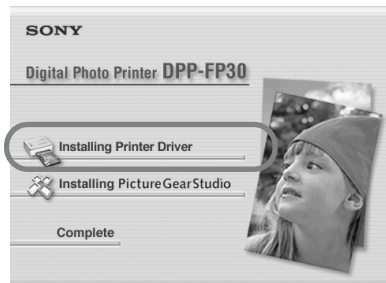 SONY
Digital Photo Printer DPP-FP30
Installing Printer Driver
Installing PictureGearStudio
Complete